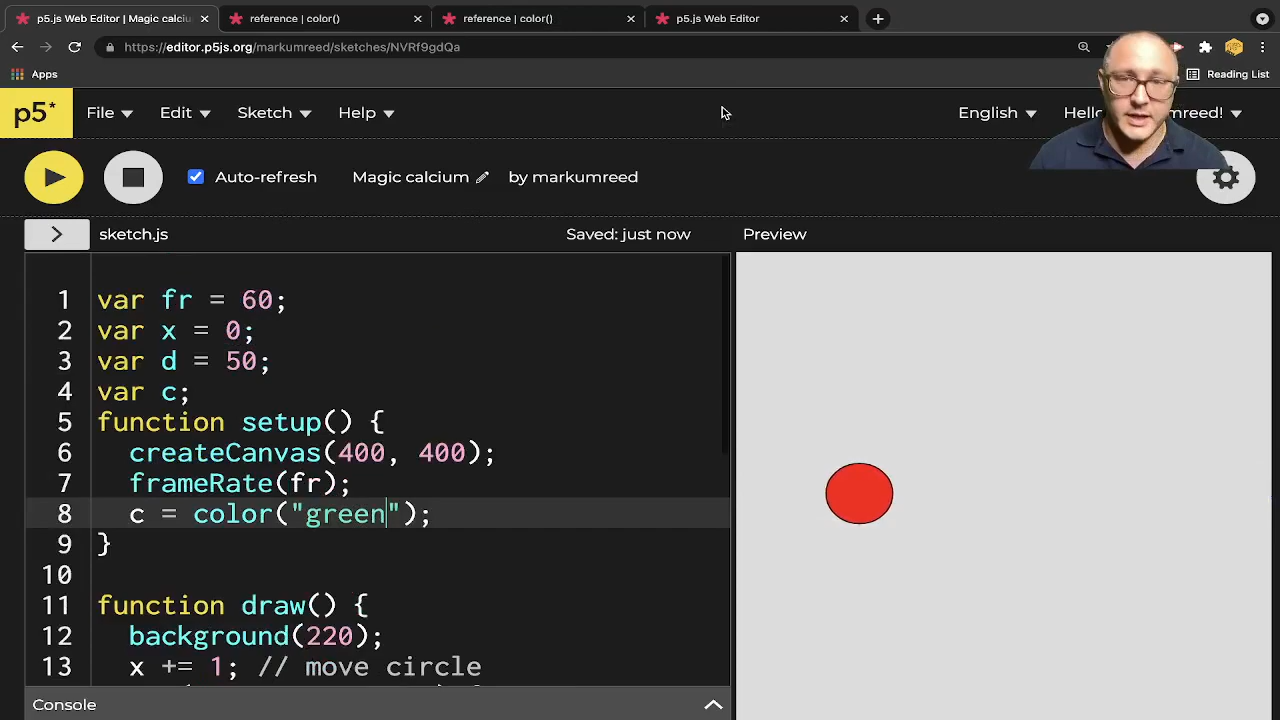 p5.js Web Editor | Magic calciu
reference | color()
reference | color()
p5.js Web Editor
https://editor.p5js.org/markumreed/sketches/NVRf9gdQa
Apps
Reading List
p5*
File
Edit
Sketch
Help
English
Hello
umreed!
Auto-refresh
Magic calcium
by markumreed
sketch.js
Saved: just now
Preview
1 var fr = 60;
2 var x = 0;
3 var d = 50;
4 var c;
5 function setup() {
6 createCanvas(400, 400);
7 frameRate(fr);
8 c = color("green");
9 }
10
11 function draw() {
12 background(220);
13 x += 1; // move circle
Console